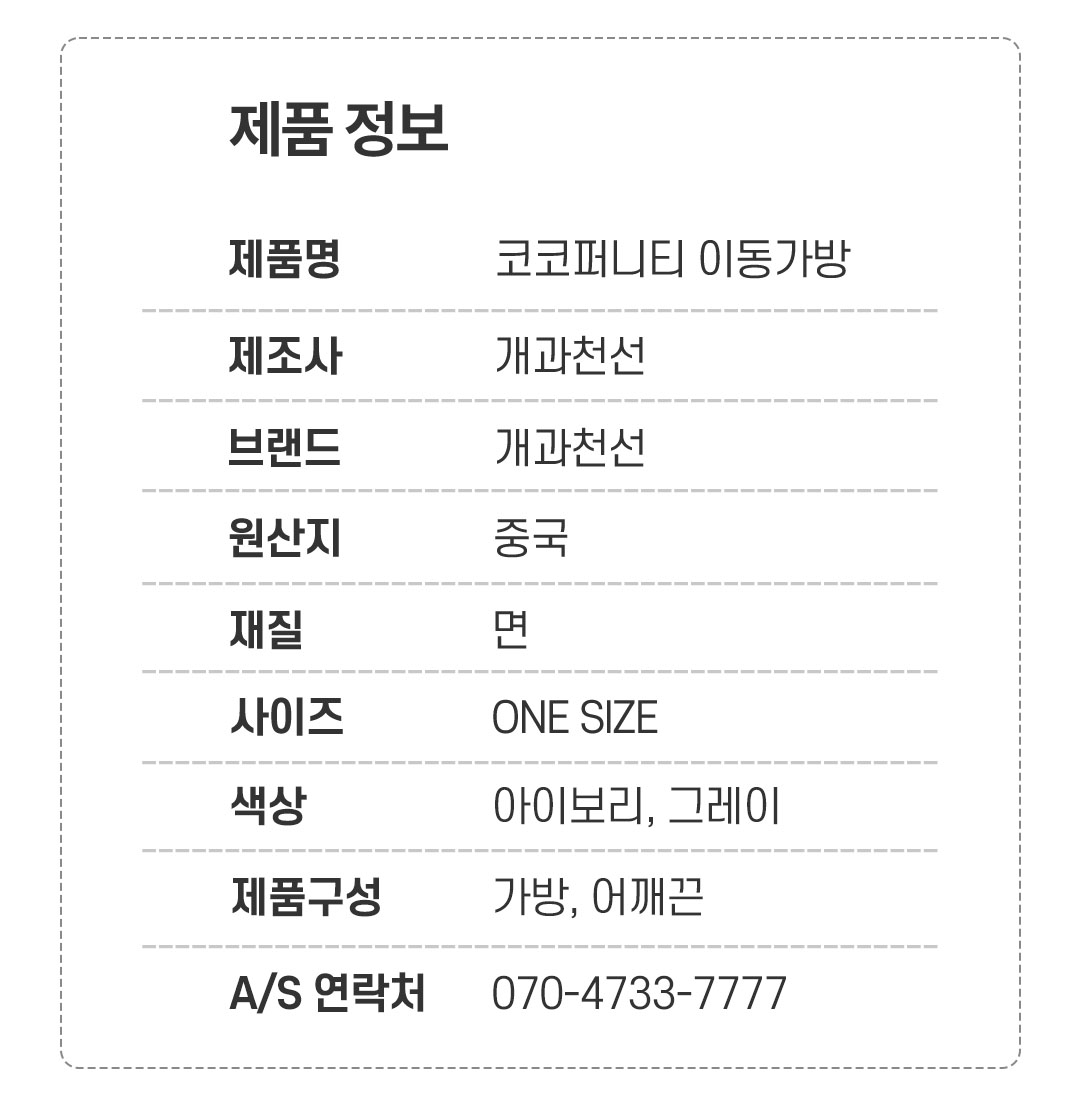 제품 정보
제품명 코코퍼니티 이동가방
제조사 개과천선
브랜드 개과천선
원산지 중국
재질 면
사이즈 ONE SIZE
색상 아이보리, 그레이
제품구성 가방, 어깨끈
A/S 연락처 070-4733-7777